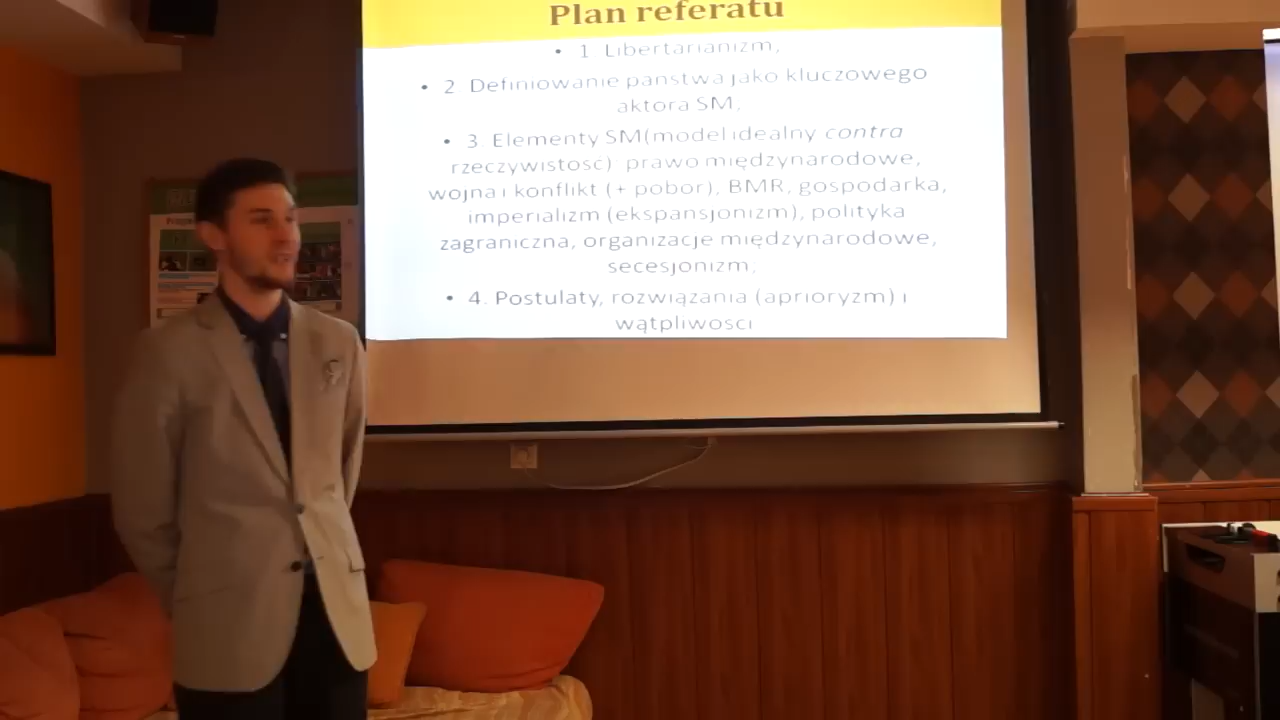 Plan referatu
• 1 Libertarianizm,
• 2 Definiowanie państwa jako kluczowego
aktora SM,
• 3. Elementy SM(model idealny contra
rzeczywistość): prawo międzynarodowe,
wojna i konflikt (+ pobór), BMR, gospodarka,
imperializm (ekspansjonizm), polityka
zagraniczna, organizacje międzynarodowe,
secesjonizm,
• 4. Postulaty, rozwiązania (aprioryzm) i
wątpliwości